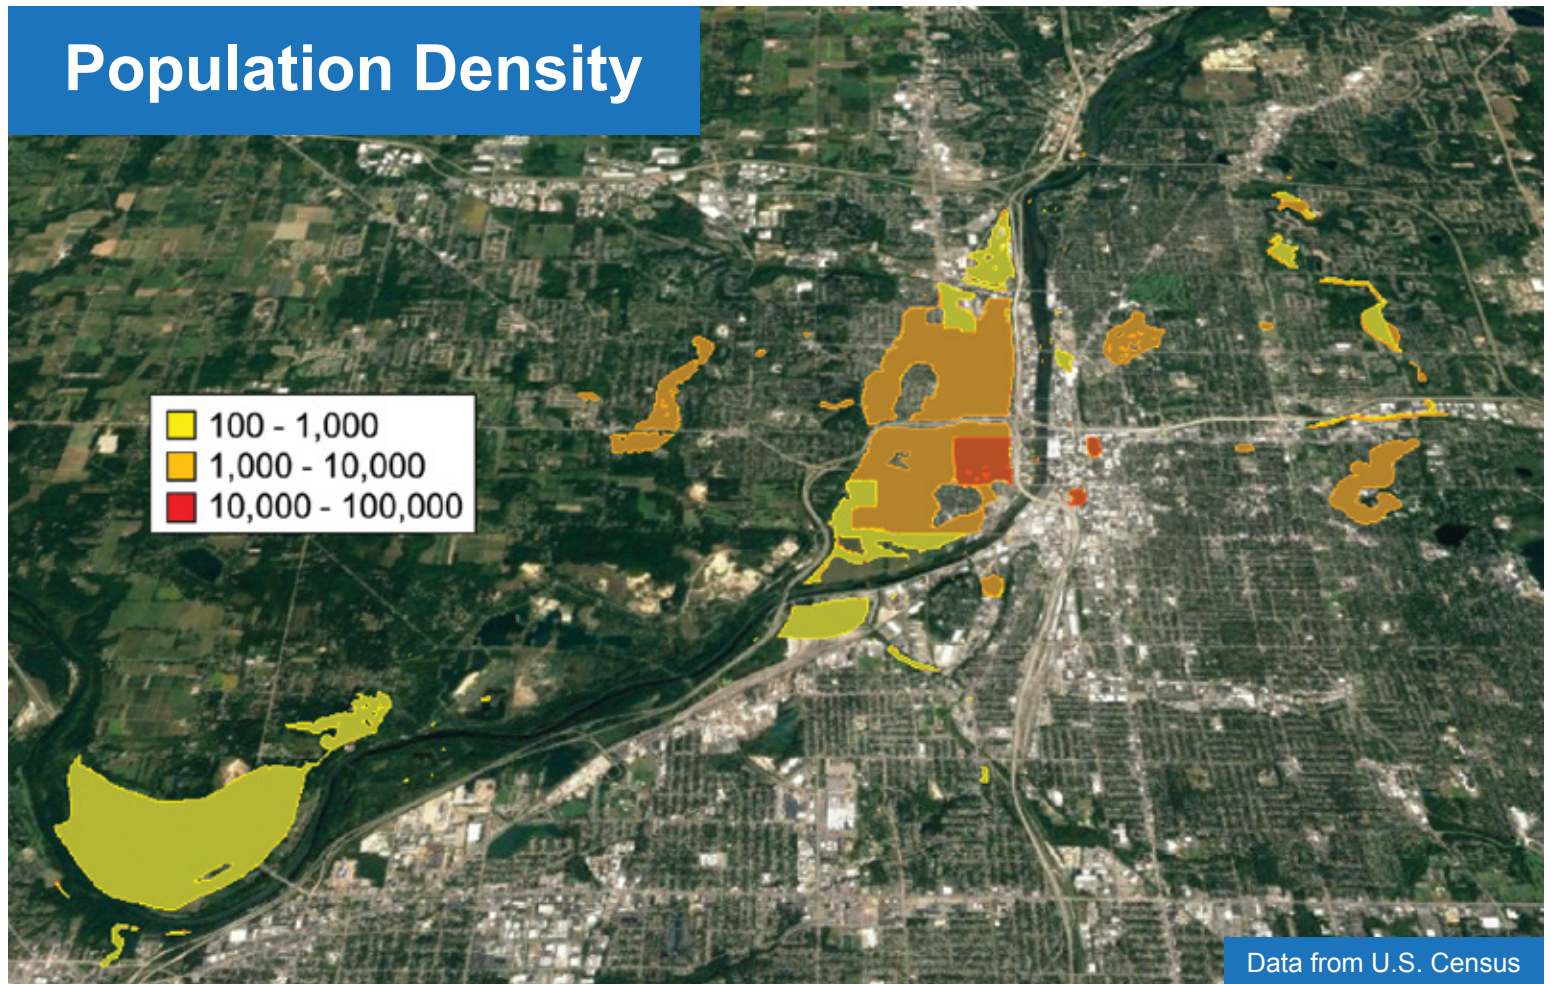 Population Density
100 - 1,000
1,000 - 10,000
10,000 - 100,000
Data from U.S. Census